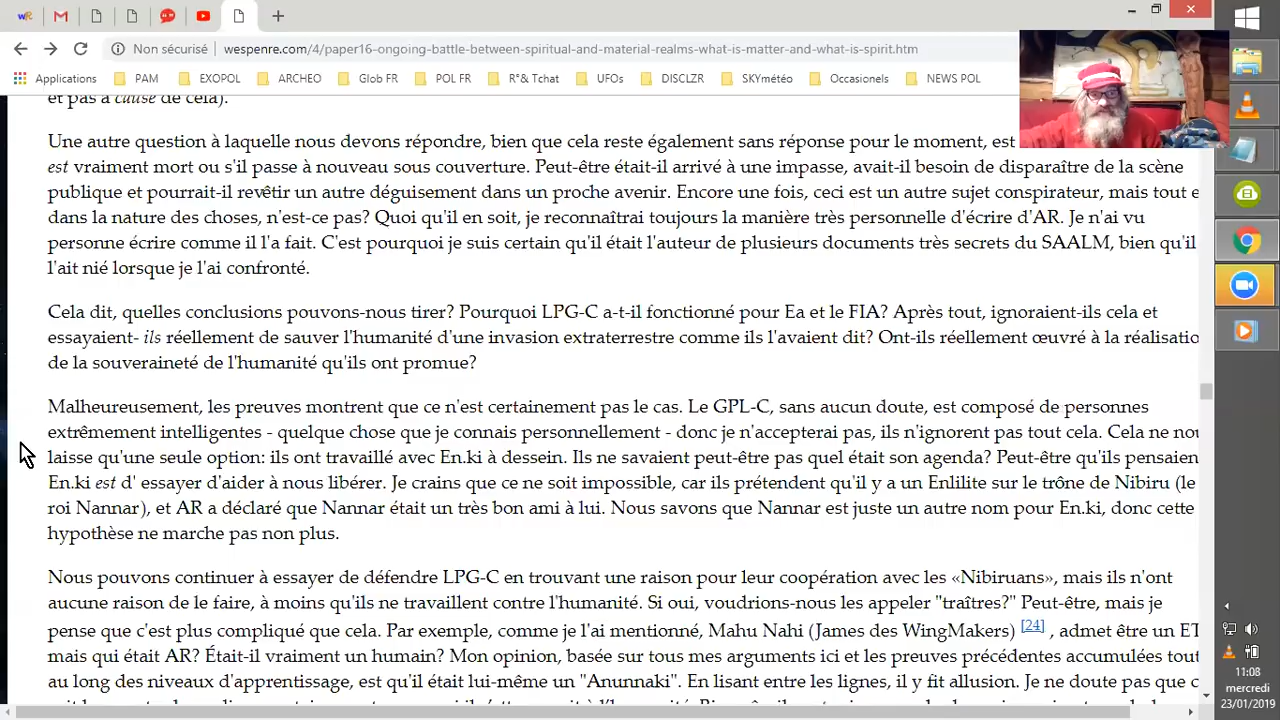 Non sécurisé wespenre.com/4/paper16-ongoing-battle-between-spiritual-and-material-realms-what-is-matter-and-what-is-spirit.htm
Applications PAM EXOPOL ARCHEO Glob FR POL FR R°& Tchat UFOs DISCLZR SKYmétéo Occasionels NEWS POL
et pas à cause de cela).
Une autre question à laquelle nous devons répondre, bien que cela reste également sans réponse pour le moment, est
est vraiment mort ou s'il passe à nouveau sous couverture. Peut-être était-il arrivé à une impasse, avait-il besoin de disparaître de la scène
publique et pourrait-il revêtir un autre déguisement dans un proche avenir. Encore une fois, ceci est un autre sujet conspirateur, mais tout e
dans la nature des choses, n'est-ce pas? Quoi qu'il en soit, je reconnaîtrai toujours la manière très personnelle d'écrire d'AR. Je n'ai vu
personne écrire comme il l'a fait. C'est pourquoi je suis certain qu'il était l'auteur de plusieurs documents très secrets du SAALM, bien qu'il
l'ait nié lorsque je l'ai confronté.
Cela dit, quelles conclusions pouvons-nous tirer? Pourquoi LPG-C a-t-il fonctionné pour Ea et le FIA? Après tout, ignoraient-ils cela et
essayaient- ils réellement de sauver l'humanité d'une invasion extraterrestre comme ils l'avaient dit? Ont-ils réellement œuvré à la réalisatio
de la souveraineté de l'humanité qu'ils ont promue?
Malheureusement, les preuves montrent que ce n'est certainement pas le cas. Le GPL-C, sans aucun doute, est composé de personnes
extrêmement intelligentes - quelque chose que je connais personnellement - donc je n'accepterai pas, ils n'ignorent pas tout cela. Cela ne nou
laisse qu'une seule option: ils ont travaillé avec En.ki à dessein. Ils ne savaient peut-être pas quel était son agenda? Peut-être qu'ils pensaien
En.ki est d' essayer d'aider à nous libérer. Je crains que ce ne soit impossible, car ils prétendent qu'il y a un Enlilite sur le trône de Nibiru (le
roi Nannar), et AR a déclaré que Nannar était un très bon ami à lui. Nous savons que Nannar est juste un autre nom pour En.ki, donc cette
hypothèse ne marche pas non plus.
Nous pouvons continuer à essayer de défendre LPG-C en trouvant une raison pour leur coopération avec les «Nibiruans», mais ils n'ont
aucune raison de le faire, à moins qu'ils ne travaillent contre l'humanité. Si oui, voudrions-nous les appeler "traîtres?" Peut-être, mais je
pense que c'est plus compliqué que cela. Par exemple, comme je l'ai mentionné, Mahu Nahi (James des WingMakers) [24] , admet être un ET
mais qui était AR? Était-il vraiment un humain? Mon opinion, basée sur tous mes arguments ici et les preuves précédentes accumulées tout
au long des niveaux d'apprentissage, est qu'il était lui-même un "Anunnaki". En lisant entre les lignes, il y fit allusion. Je ne doute pas que c
11:08
mercredi
23/01/2019